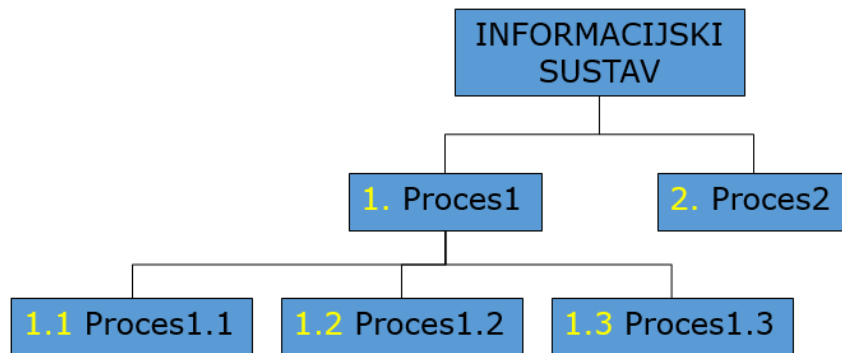 INFORMACIJSKI
SUSTAV
1. Proces1
2. Proces2
1.1 Proces1.1
1.2 Proces1.2
1.3 Proces1.3